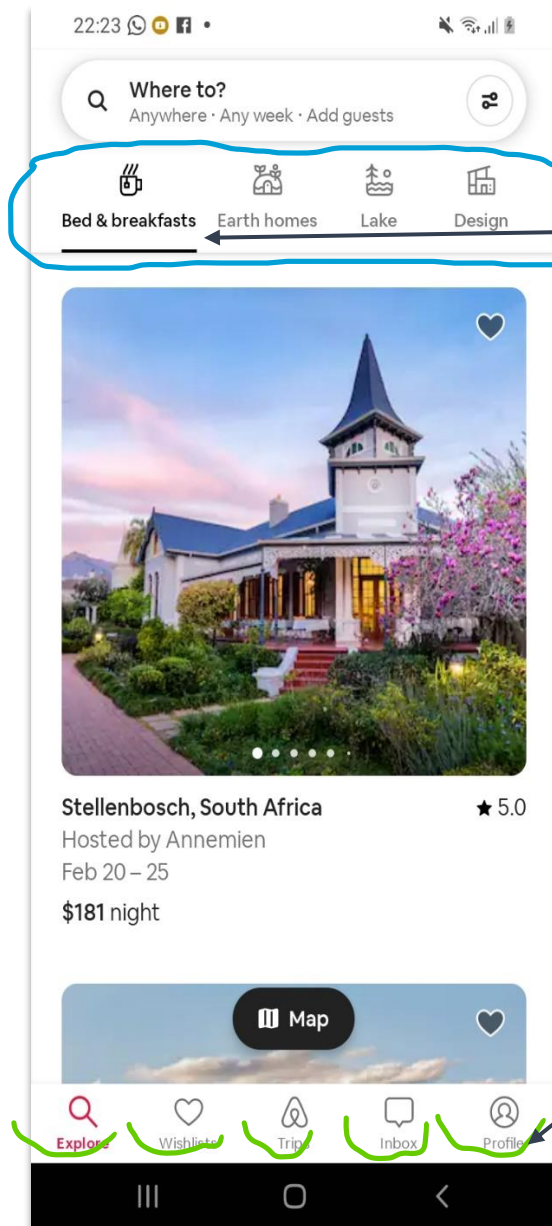 22:23
Where to?
Anywhere · Any week · Add guests
Bed & breakfasts Earth homes Lake Design
Stellenbosch, South Africa ★ 5.0
Hosted by Annemien
Feb 20 – 25
$181 night
Map
Explore Wishlists Trips Inbox Profile